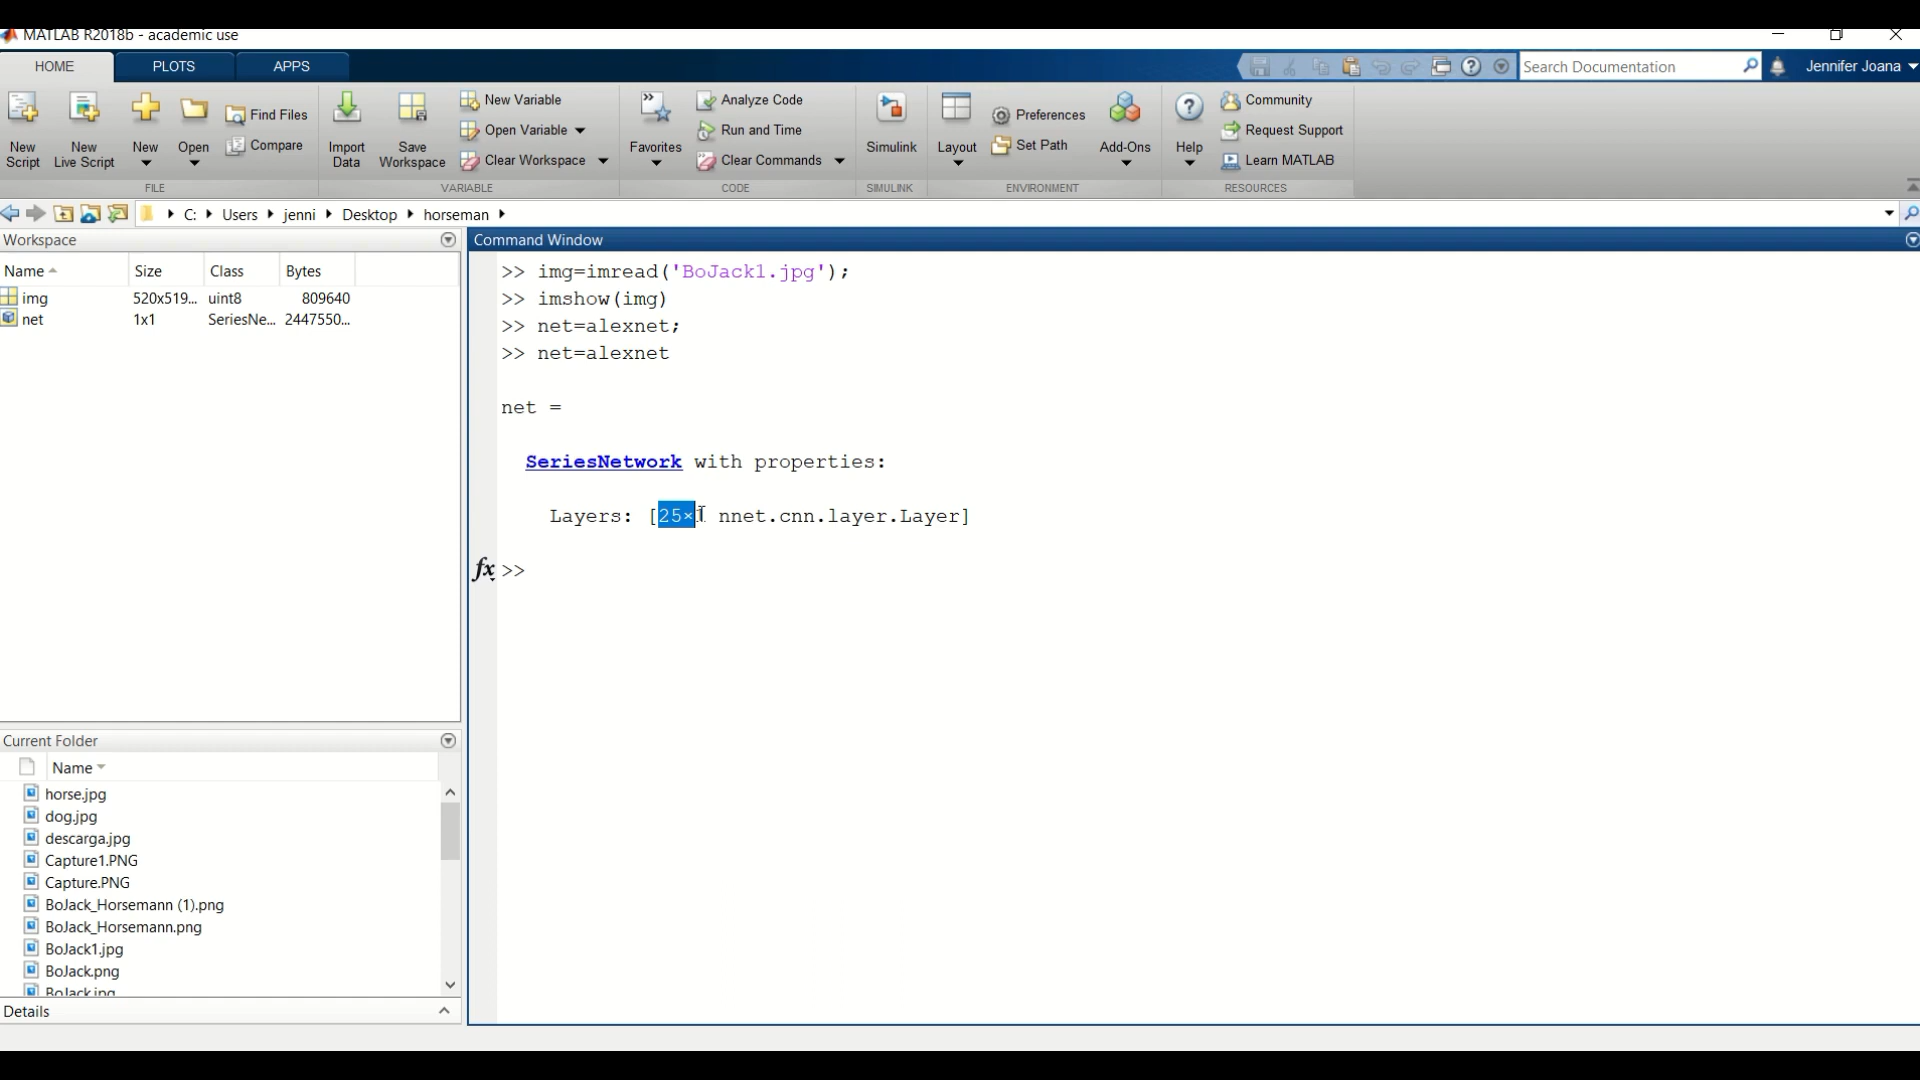 MATLAB R2018b - academic use
HOME PLOTS APPS
Search Documentation
Jennifer Joana
New Script
New Live Script
New
Open
Find Files
Compare
FILE
Import Data
Save Workspace
New Variable
Open Variable
Clear Workspace
VARIABLE
Favorites
Analyze Code
Run and Time
Clear Commands
CODE
Simulink
SIMULINK
Layout
Preferences
Set Path
Add-Ons
ENVIRONMENT
Help
Community
Request Support
Learn MATLAB
RESOURCES
C: Users jenni Desktop horseman
Workspace
Name Size Class Bytes
img 520x519... uint8 809640
net 1x1 SeriesNe... 2447550...
Current Folder
Name
horse.jpg
dog.jpg
descarga.jpg
Capture1.PNG
Capture.PNG
BoJack_Horsemann (1).png
BoJack_Horsemann.png
BoJack1.jpg
BoJack.png
BoJack.jpg
Details
Command Window
>> img=imread('BoJack1.jpg');
>> imshow(img)
>> net=alexnet;
>> net=alexnet
net =
SeriesNetwork with properties:
Layers: [25×1 nnet.cnn.layer.Layer]
fx >>